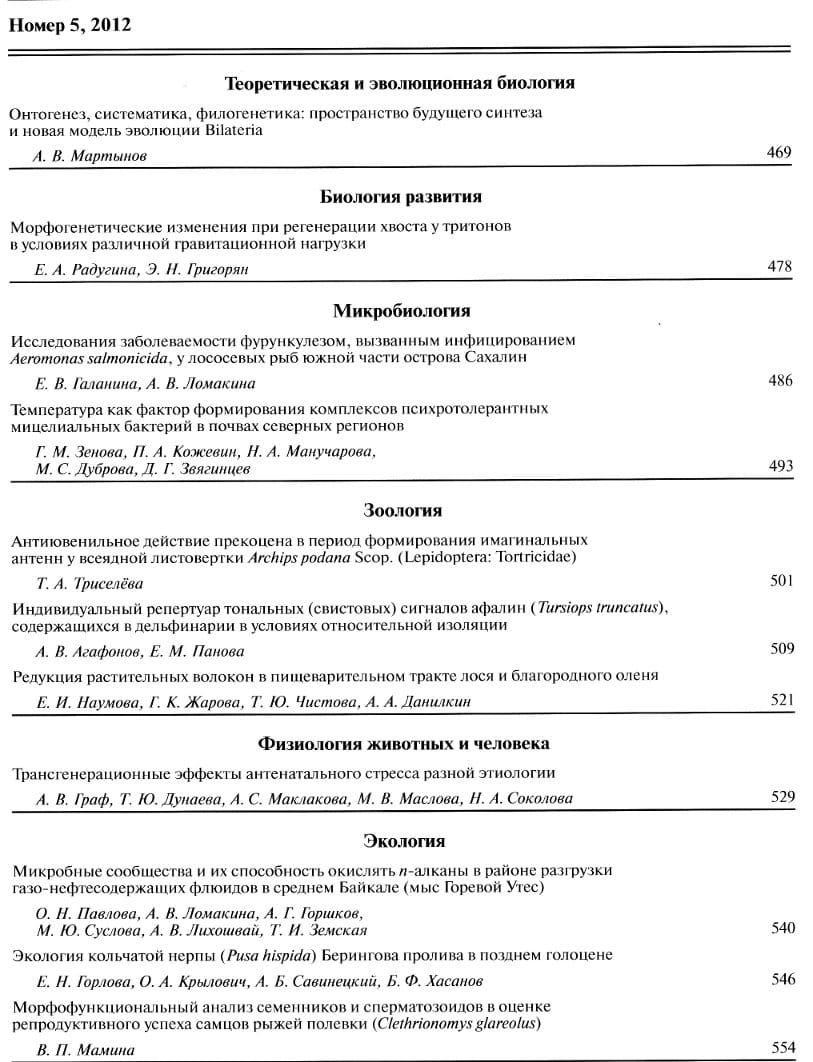 Номер 5, 2012
Теоретическая и эволюционная биология
Онтогенез, систематика, филогенетика: пространство будущего синтеза
и новая модель эволюции Bilateria
А. В. Мартынов 469
Биология развития
Морфогенетические изменения при регенерации хвоста у тритонов
в условиях различной гравитационной нагрузки
Е. А. Радугина, Э. Н. Григорян 478
Микробиология
Исследования заболеваемости фурункулезом, вызванным инфицированием
Aeromonas salmonicida, у лососевых рыб южной части острова Сахалин
Е. В. Галанина, А. В. Ломакина 486
Температура как фактор формирования комплексов психротолерантных
мицелиальных бактерий в почвах северных регионов
Г. М. Зенова, П. А. Кожевин, Н. А. Манучарова,
М. С. Дуброва, Д. Г. Звягинцев 493
Зоология
Антиювенильное действие прекоцена в период формирования имагинальных
антенн у всеядной листовертки Archips podana Scop. (Lepidoptera: Tortricidae)
Т. А. Триселёва 501
Индивидуальный репертуар тональных (свистовых) сигналов афалин (Tursiops truncatus),
содержащихся в дельфинарии в условиях относительной изоляции
А. В. Агафонов, Е. М. Панова 509
Редукция растительных волокон в пищеварительном тракте лося и благородного оленя
Е. И. Наумова, Г. К. Жарова, Т. Ю. Чистова, А. А. Данилкин 521
Физиология животных и человека
Трансгенерационные эффекты антенатального стресса разной этиологии
А. В. Граф, Т. Ю. Дунаева, А. С. Маклакова, М. В. Маслова, Н. А. Соколова 529
Экология
Микробные сообщества и их способность окислять n-алканы в районе разгрузки
газо-нефтесодержащих флюидов в среднем Байкале (мыс Горевой Утес)
О. Н. Павлова, А. В. Ломакина, А. Г. Горшков,
М. Ю. Суслова, А. В. Лихошвай, Т. И. Земская 540
Экология кольчатой нерпы (Pusa hispida) Берингова пролива в позднем голоцене
Е. Н. Горлова, О. А. Крылович, А. Б. Савинецкий, Б. Ф. Хасанов 546
Морфофункциональный анализ семенников и сперматозоидов в оценке
репродуктивного успеха самцов рыжей полевки (Clethrionomys glareolus)
В. П. Мамина 554